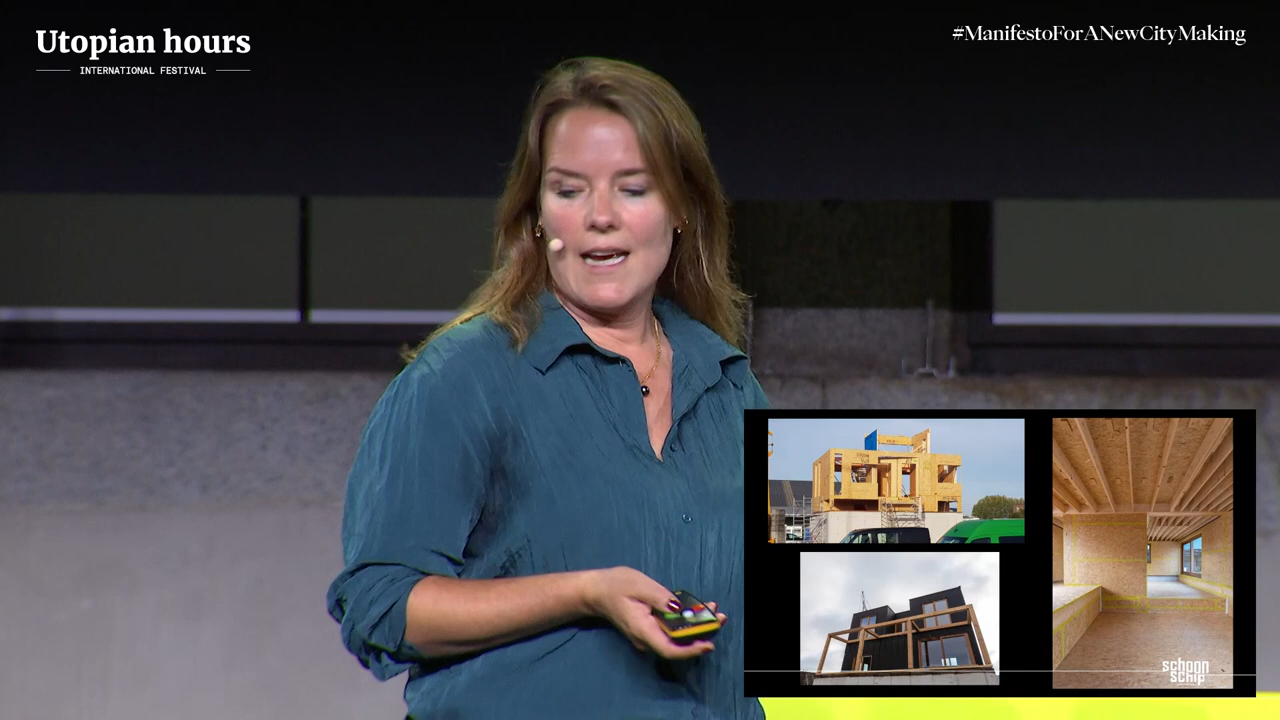 Utopian hours
INTERNATIONAL FESTIVAL
#ManifestoForANewCityMaking
schoon
schip